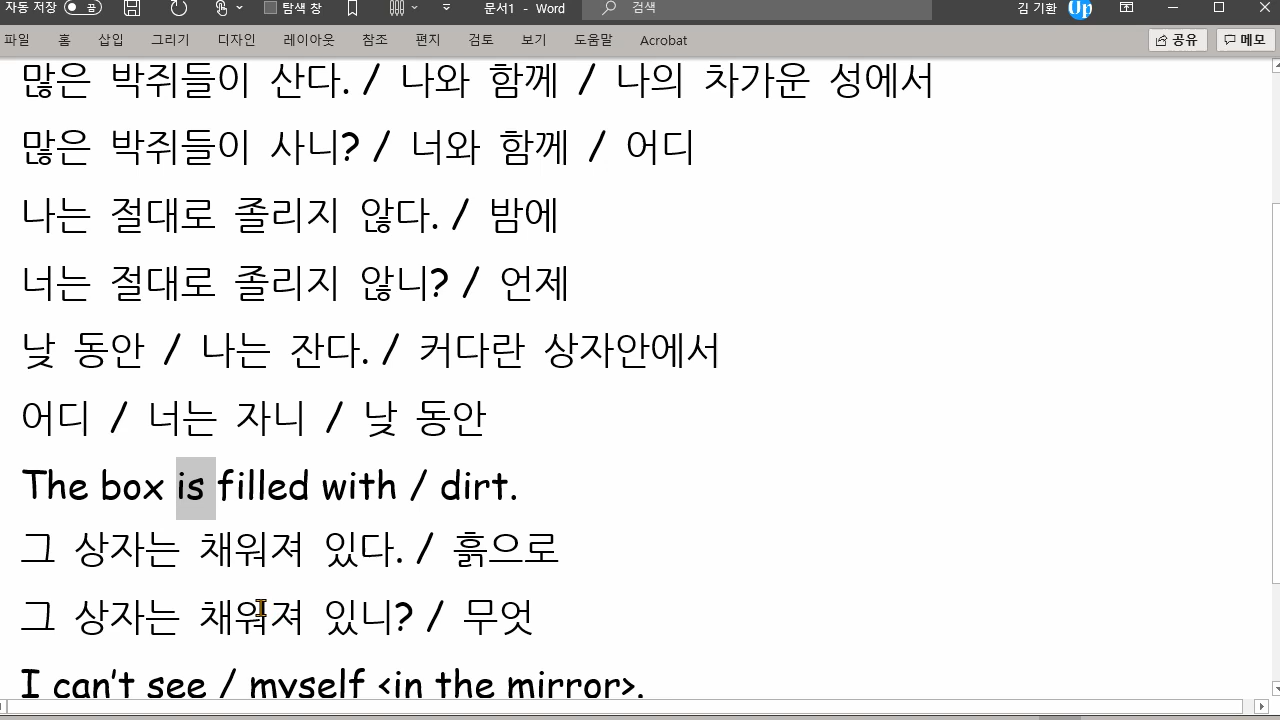 자동 저장 끔 탐색 창 문서1 - Word 검색 김 기환 Up
파일 홈 삽입 그리기 디자인 레이아웃 참조 편지 검토 보기 도움말 Acrobat 공유 메모
많은 박쥐들이 산다. / 나와 함께 / 나의 차가운 성에서
많은 박쥐들이 사니? / 너와 함께 / 어디
나는 절대로 졸리지 않다. / 밤에
너는 절대로 졸리지 않니? / 언제
낮 동안 / 나는 잔다. / 커다란 상자안에서
어디 / 너는 자니 / 낮 동안
The box is filled with / dirt.
그 상자는 채워져 있다. / 흙으로
그 상자는 채워져 있니? / 무엇
I can't see / myself <in the mirror>.